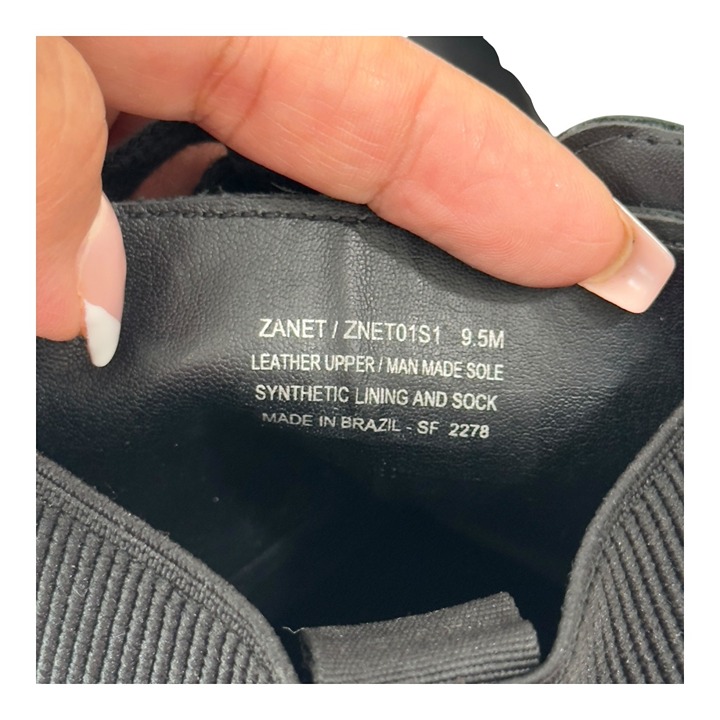 ZANET / ZNET01S1 9.5M
LEATHER UPPER / MAN MADE SOLE
SYNTHETIC LINING AND SOCK
MADE IN BRAZIL - SF 2278